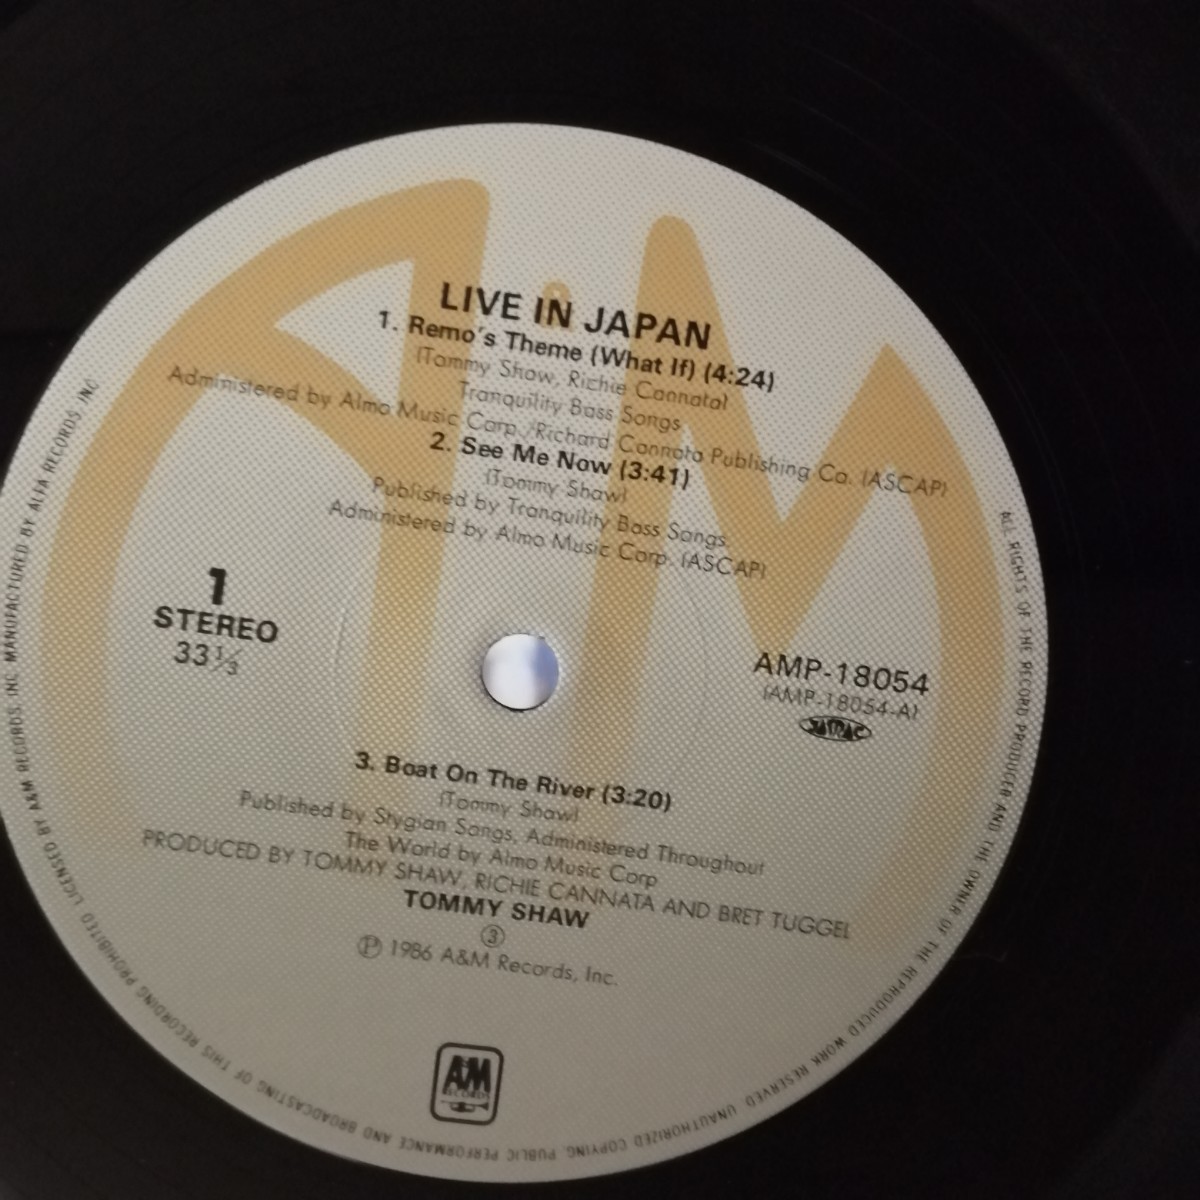 LIVE IN JAPAN
1. Remo's Theme (What If) (4:24)
(Tommy Shaw, Richie Cannata)
Tranquility Bass Songs
Administered by Almo Music Corp./Richard Cannata Publishing Co. (ASCAP)
2. See Me Now (3:41)
(Tommy Shaw)
Published by Tranquility Bass Songs.
Administered by Almo Music Corp. (ASCAP)
1
STEREO
33⅓
AMP-18054
(AMP-18054-A)
JASRAC
3. Boat On The River (3:20)
(Tommy Shaw)
Published by Stygian Songs, Administered Throughout
The World by Almo Music Corp
PRODUCED BY TOMMY SHAW, RICHIE CANNATA AND BRET TUGGEL
TOMMY SHAW
③
Ⓟ 1986 A&M Records, Inc.
A&M
RECORDS
ALL RIGHTS OF THE RECORD PRODUCER AND THE OWNER OF THE REPRODUCED WORK RESERVED. UNAUTHORIZED COPYING, PUBLIC PERFORMANCE AND BROADCASTING OF THIS RECORDING PROHIBITED. LICENSED BY A&M RECORDS, INC. MANUFACTURED BY ALFA RECORDS, INC.